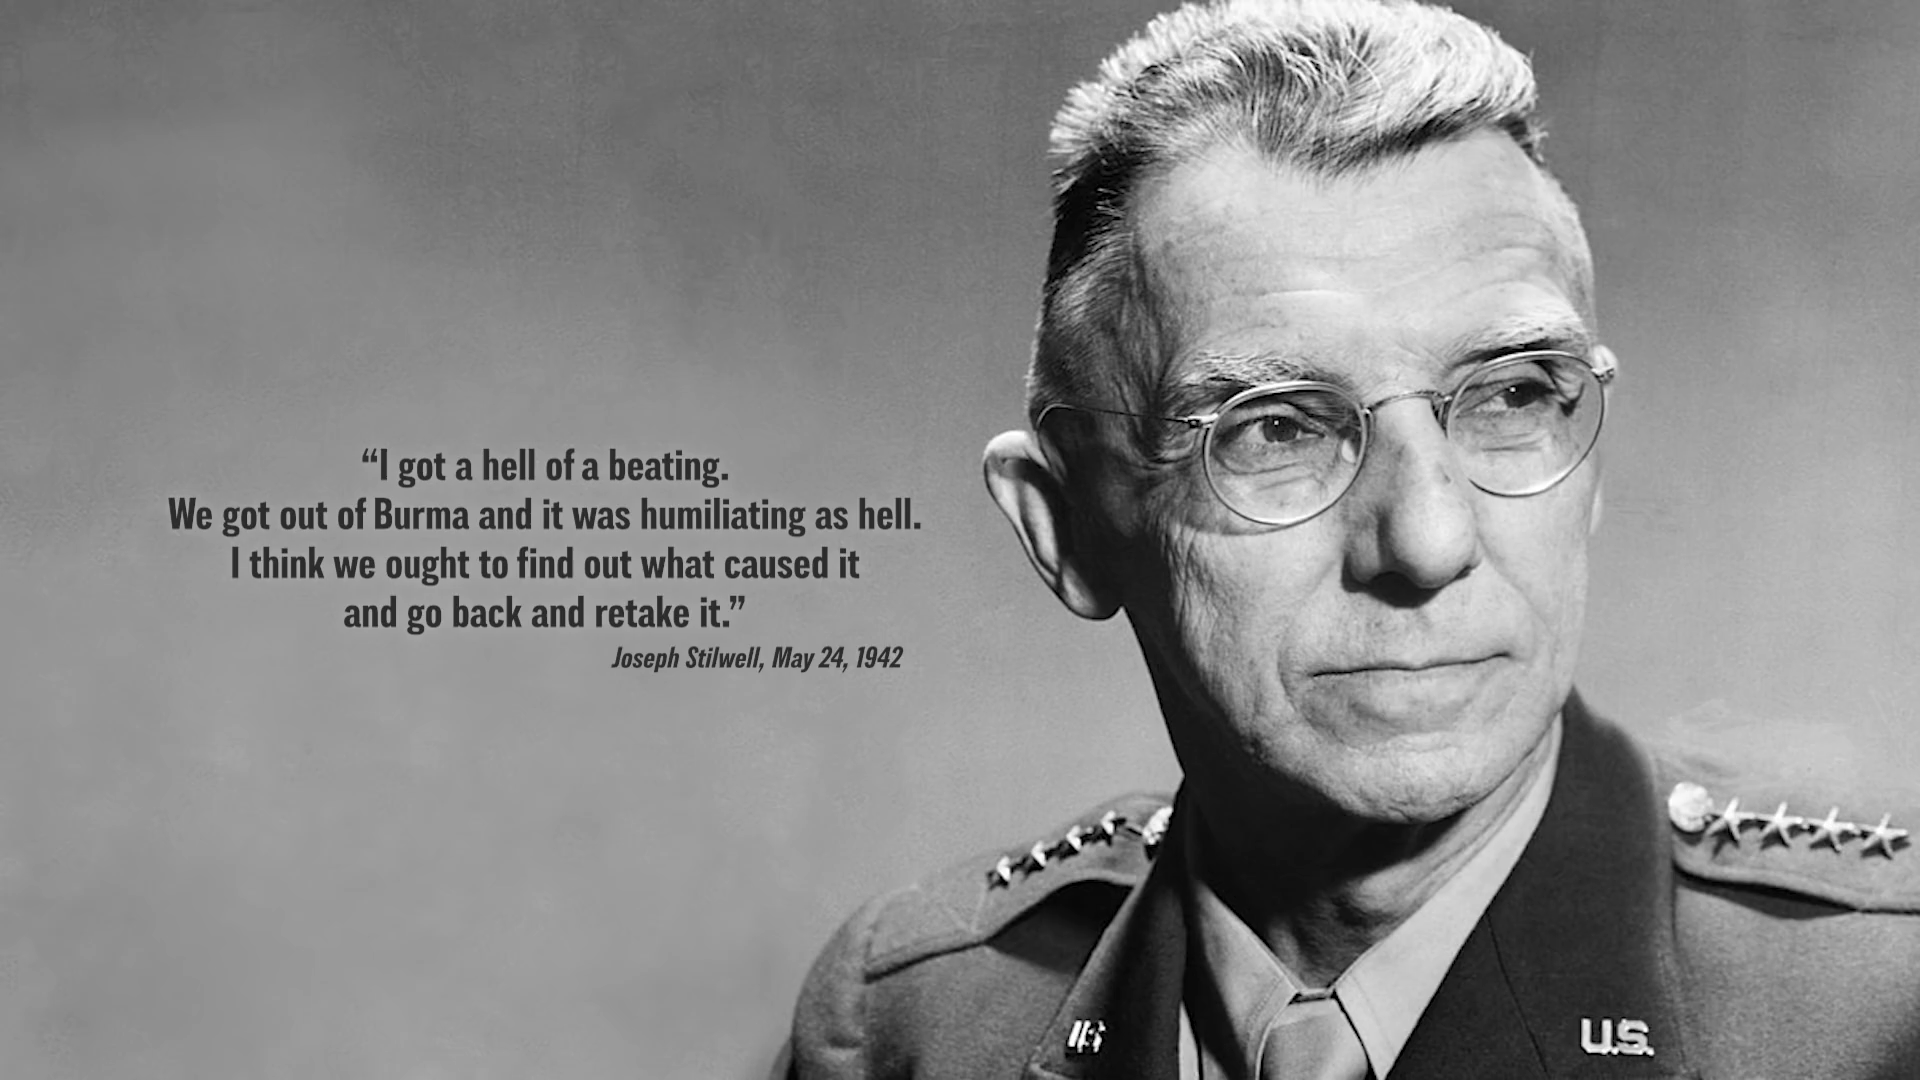 “I got a hell of a beating.
We got out of Burma and it was humiliating as hell.
I think we ought to find out what caused it
and go back and retake it.”
Joseph Stilwell, May 24, 1942
U.S.